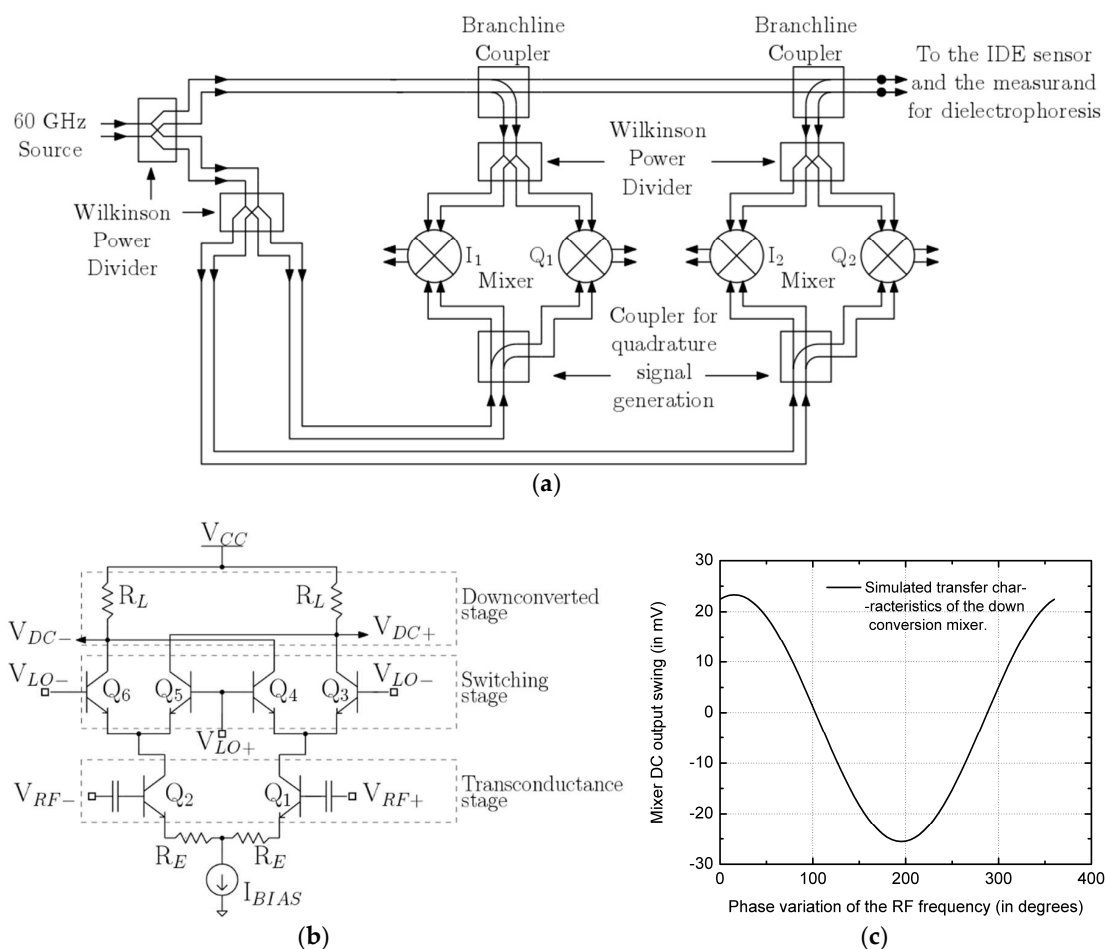 Branchline
Coupler
Branchline
Coupler
To the IDE sensor
and the measurand
for dielectrophoresis
60 GHz
Source
Wilkinson
Power
Divider
Wilkinson
Power
Divider
I1
Q1
Mixer
I2
Q2
Mixer
Coupler for
quadrature
signal
generation
(a)
VCC
RL
RL
Downconverted
stage
VDC−
VDC+
VLO−
Q6
Q5
Q4
Q3
VLO−
Switching
stage
VLO+
VRF−
Q2
Q1
VRF+
Transconductance
stage
RE
RE
IBIAS
(b)
30
20
10
0
-10
-20
-30
0
100
200
300
400
Mixer DC output swing (in mV)
Simulated transfer char-
-racteristics of the down
conversion mixer.
Phase variation of the RF frequency (in degrees)
(c)